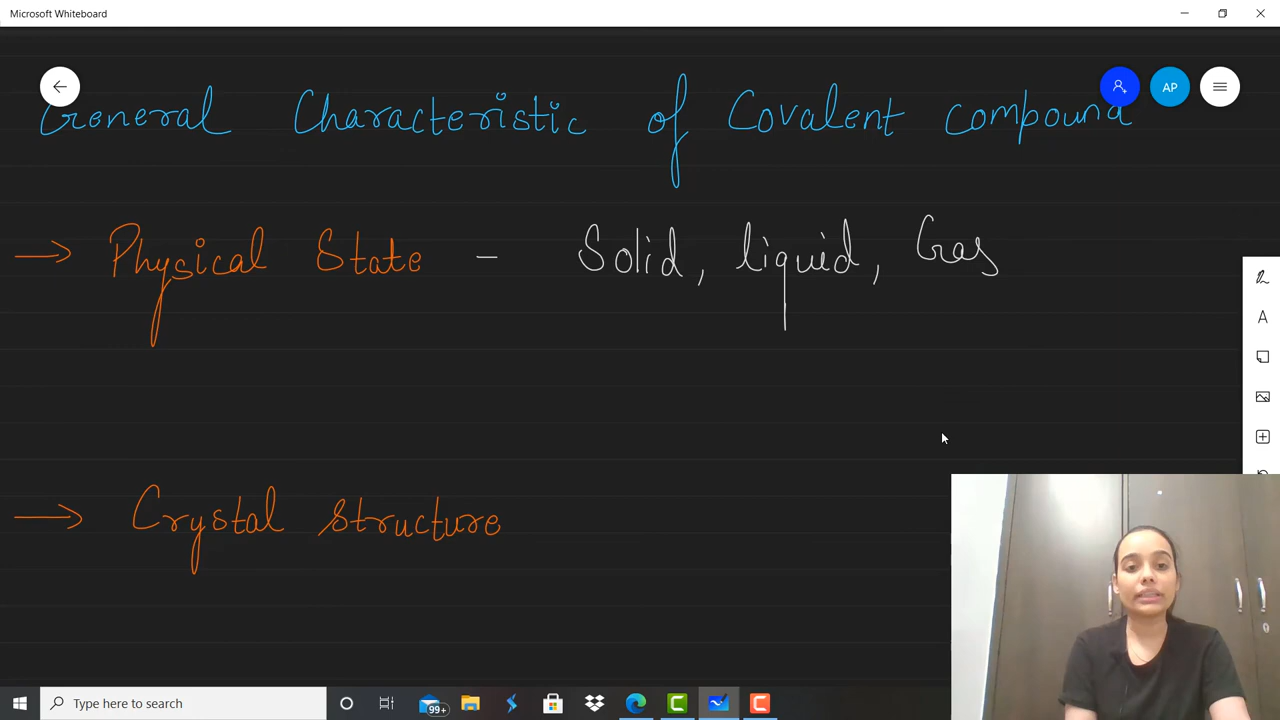 Microsoft Whiteboard
General Characteristic of Covalent compound
AP
→ Physical State - Solid, liquid, Gas
A
→ Crystal structure
Type here to search
99+